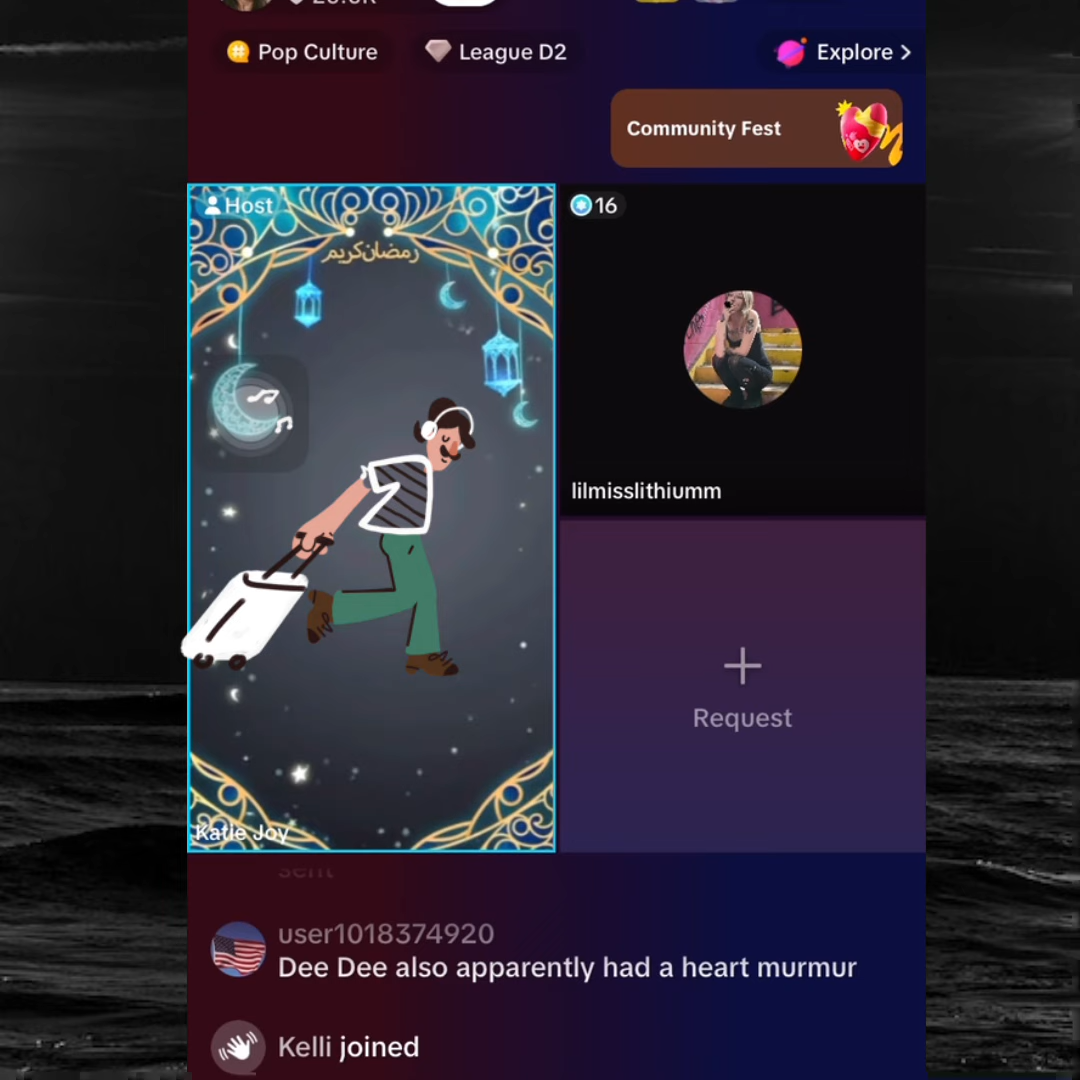 Pop Culture
League D2
Explore >
Community Fest
Host
16
رمضان كريم
lilmisslithiumm
Request
Katie Joy
sent
user1018374920
Dee Dee also apparently had a heart murmur
Kelli joined